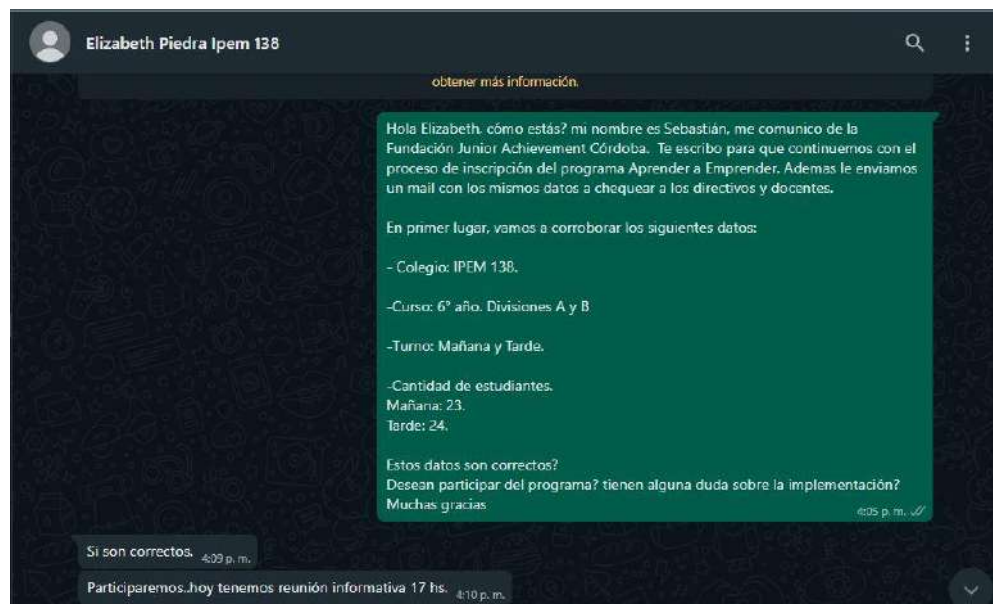 Elizabeth Piedra Ipem 138
obtener más información.
Hola Elizabeth, cómo estás? mi nombre es Sebastián, me comunico de la
Fundación Junior Achievement Córdoba. Te escribo para que continuemos con el
proceso de inscripción del programa Aprender a Emprender. Ademas le enviamos
un mail con los mismos datos a chequear a los directivos y docentes.
En primer lugar, vamos a corroborar los siguientes datos:
- Colegio: IPEM 138.
-Curso: 6° año. Divisiones A y B
-Turno: Mañana y Tarde.
-Cantidad de estudiantes.
Mañana: 23.
Tarde: 24.
Estos datos son correctos?
Desean participar del programa? tienen alguna duda sobre la implementación?
Muchas gracias
4:05 p. m.
Si son correctos. 4:09 p. m.
Participaremos..hoy tenemos reunión informativa 17 hs. 4:10 p. m.